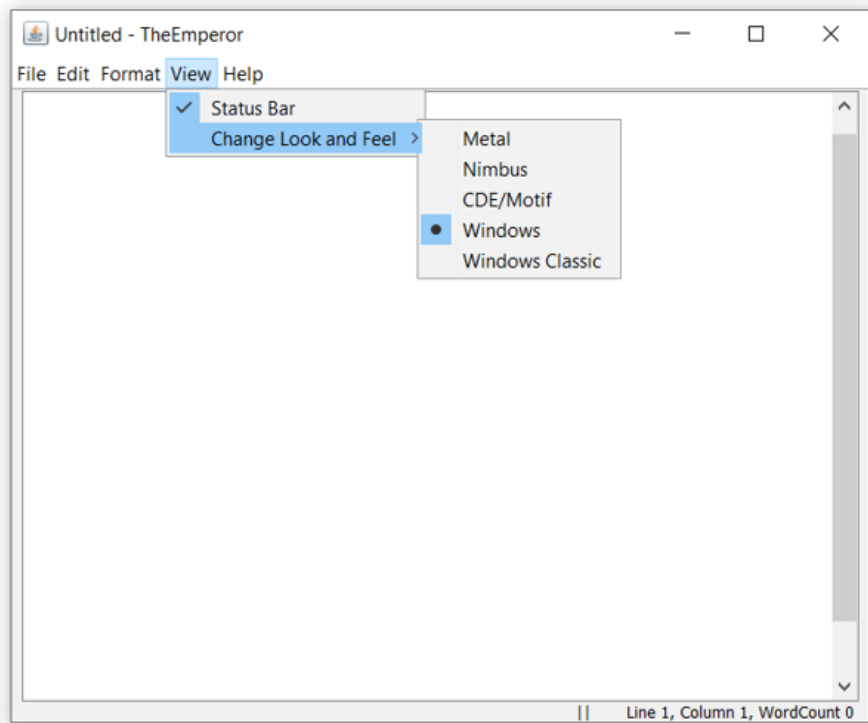 Untitled - TheEmperor
File Edit Format View Help
Status Bar
Change Look and Feel
Metal
Nimbus
CDE/Motif
Windows
Windows Classic
|| Line 1, Column 1, WordCount 0